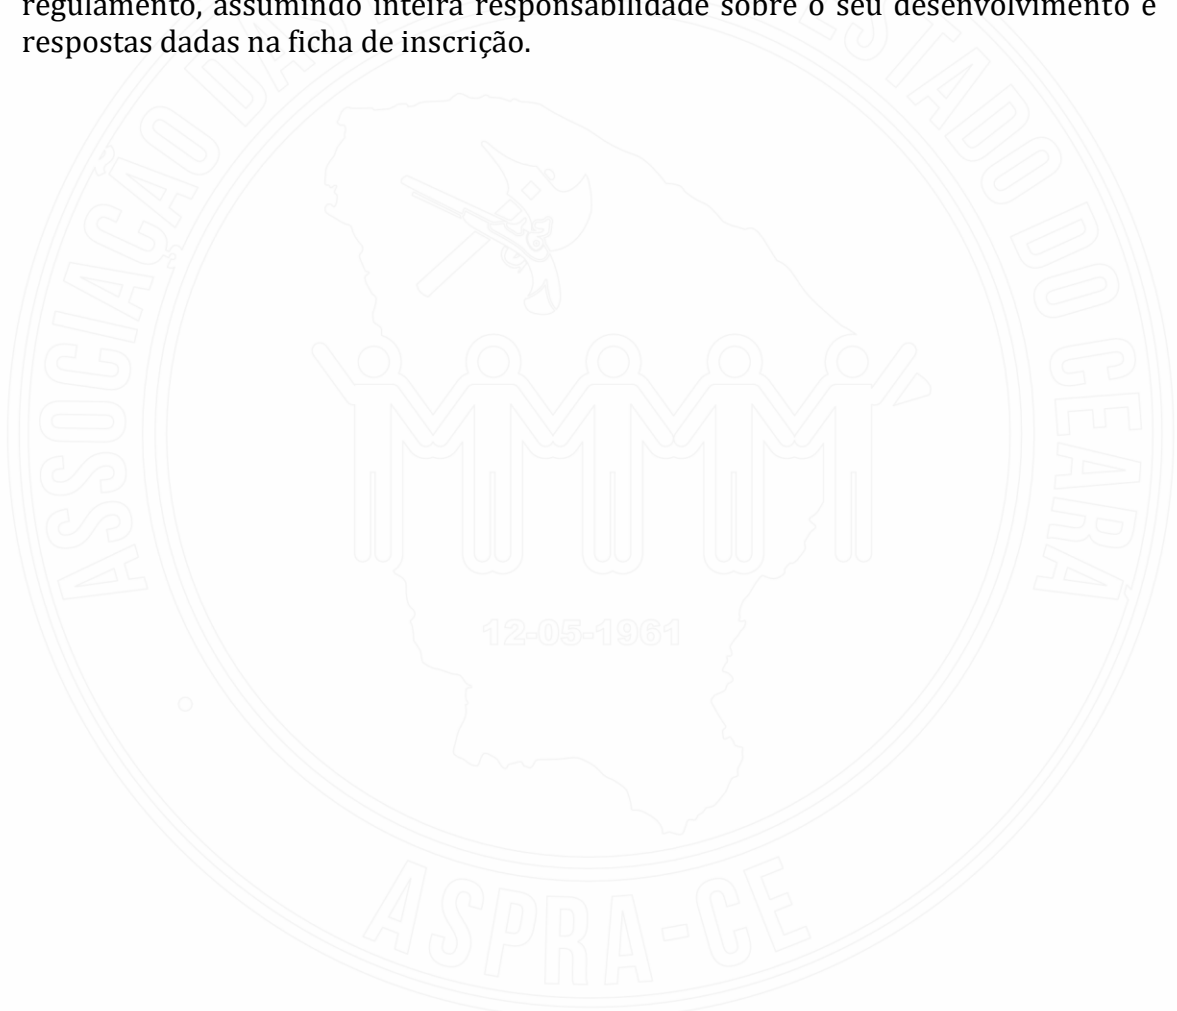 regulamento, assumindo inteira responsabilidade sobre o seu desenvolvimento e
respostas dadas na ficha de inscrição.
ASSOCIAÇÃO DA
ESTADO DO CEARÁ
12-05-1961
ASPRA-CE